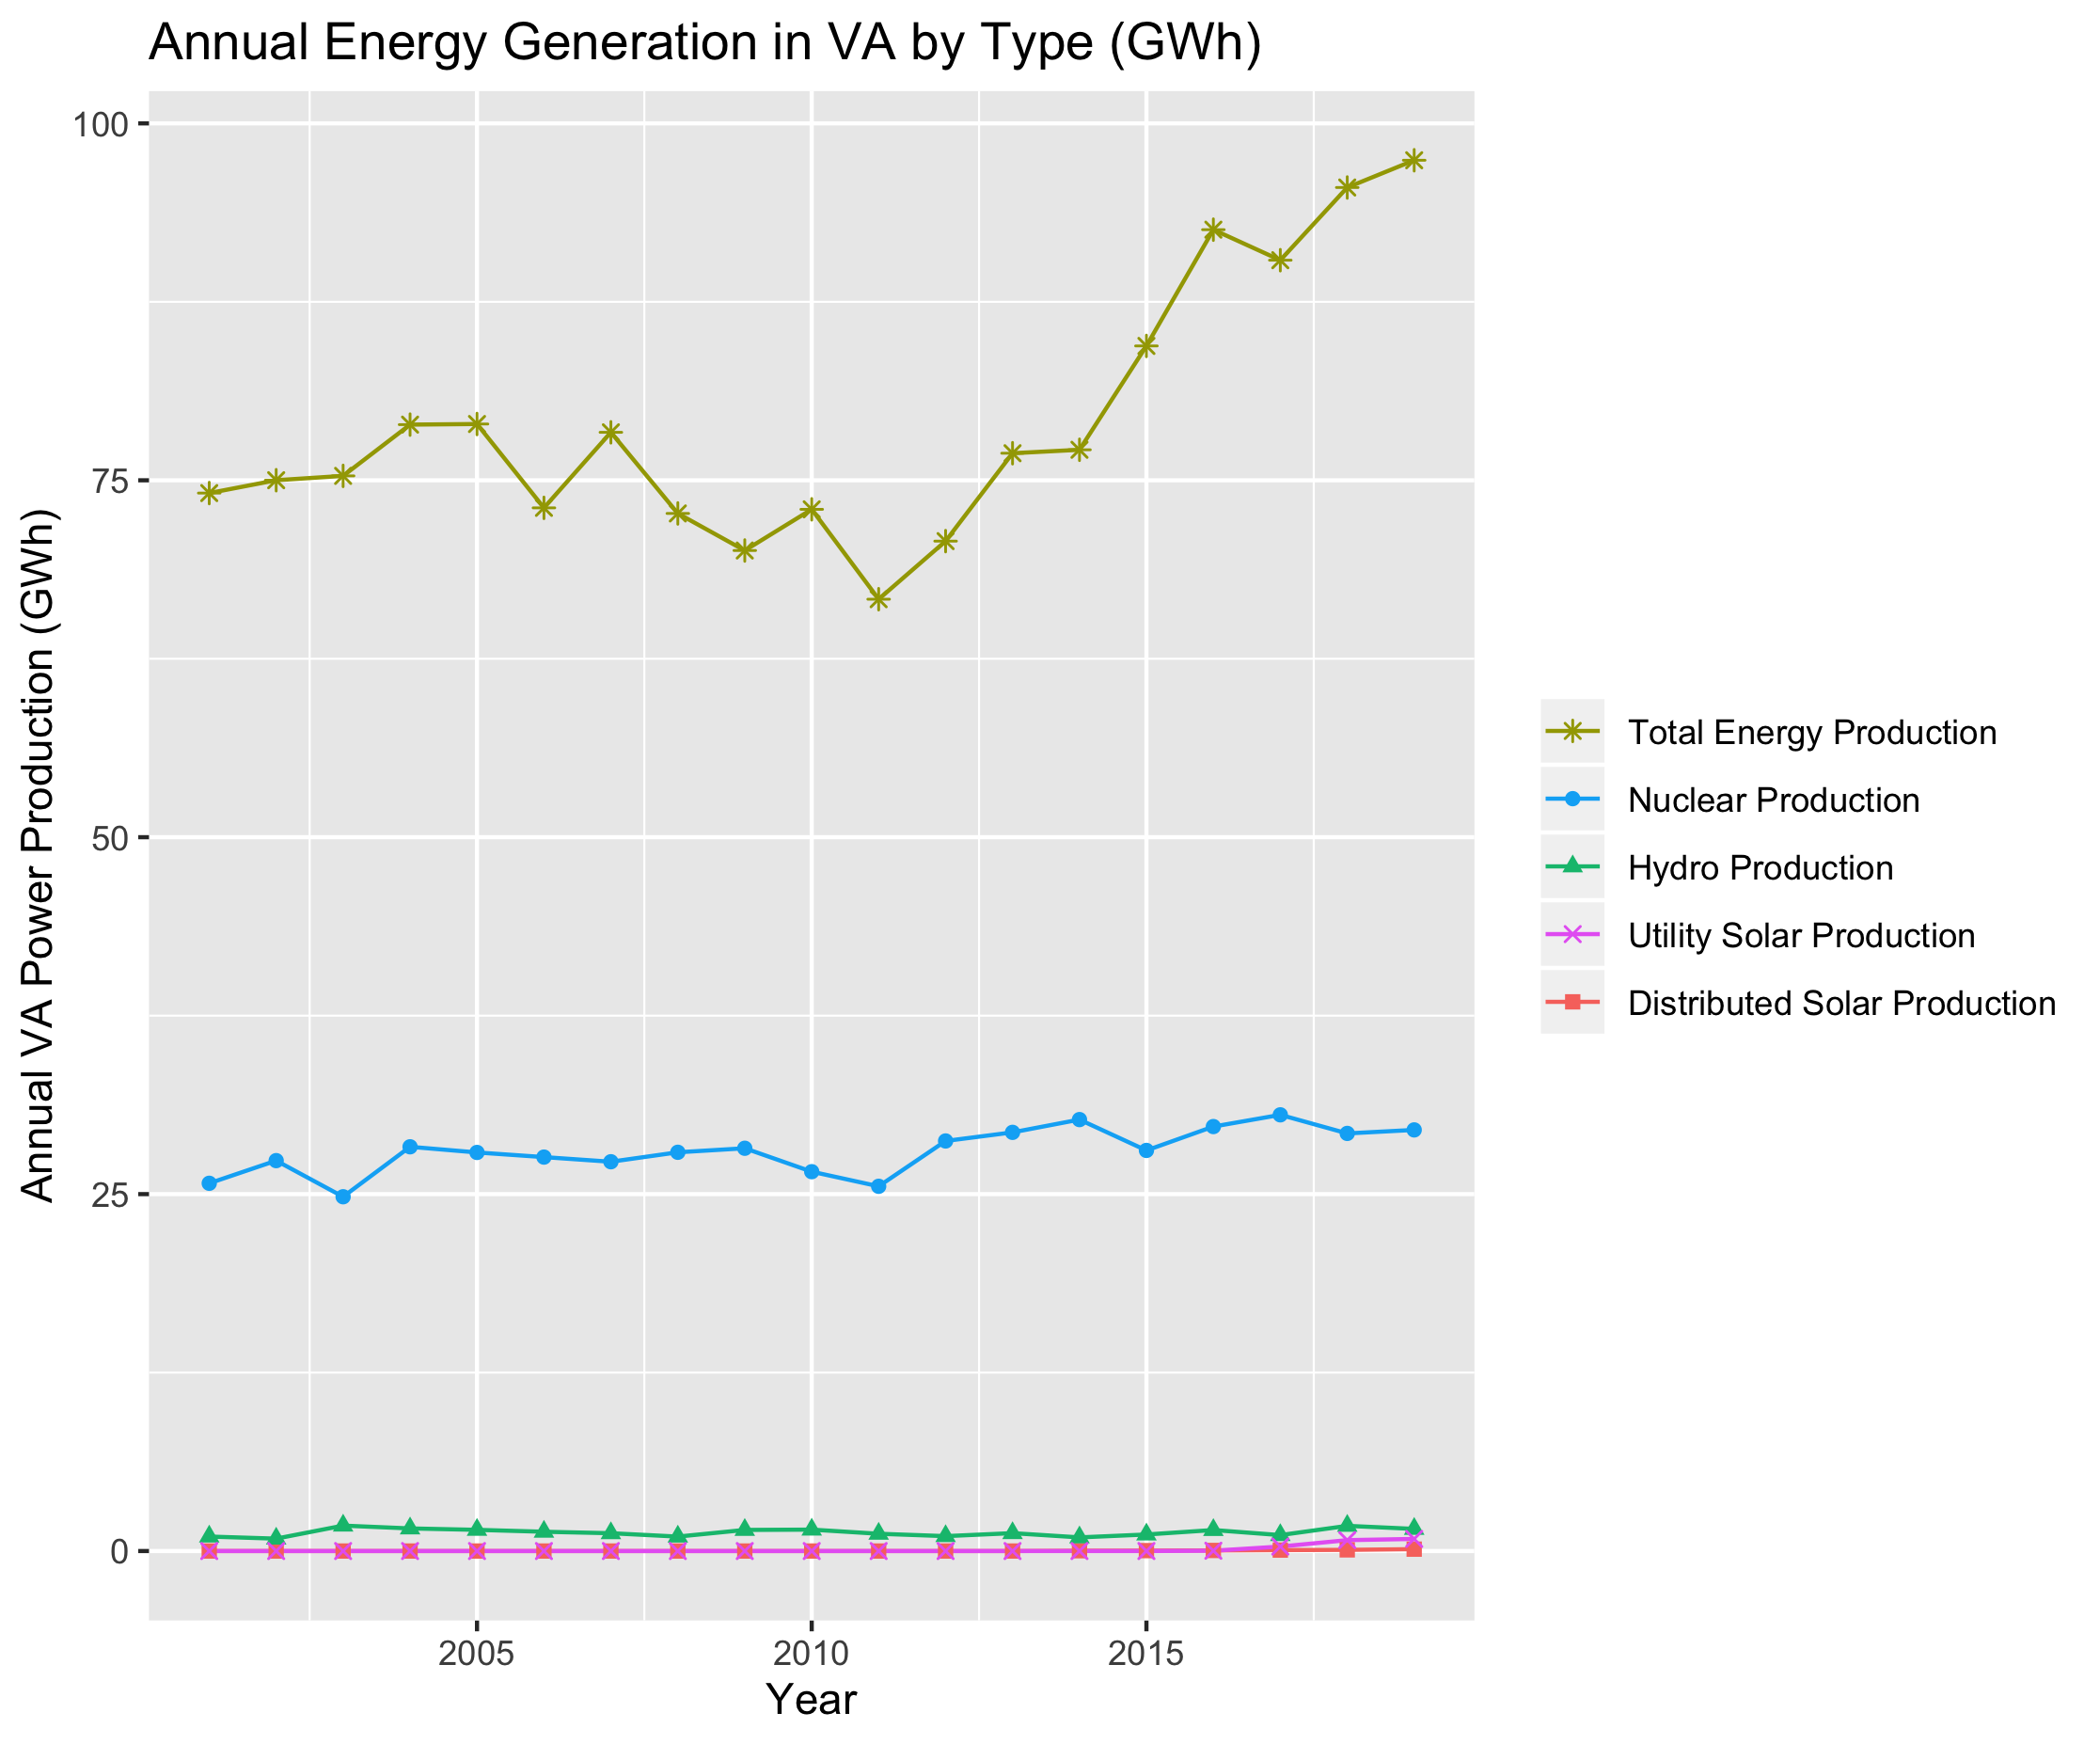 Annual Energy Generation in VA by Type (GWh)
Annual VA Power Production (GWh)
100
75
50
25
0
2005
2010
2015
Year
Total Energy Production
Nuclear Production
Hydro Production
Utility Solar Production
Distributed Solar Production